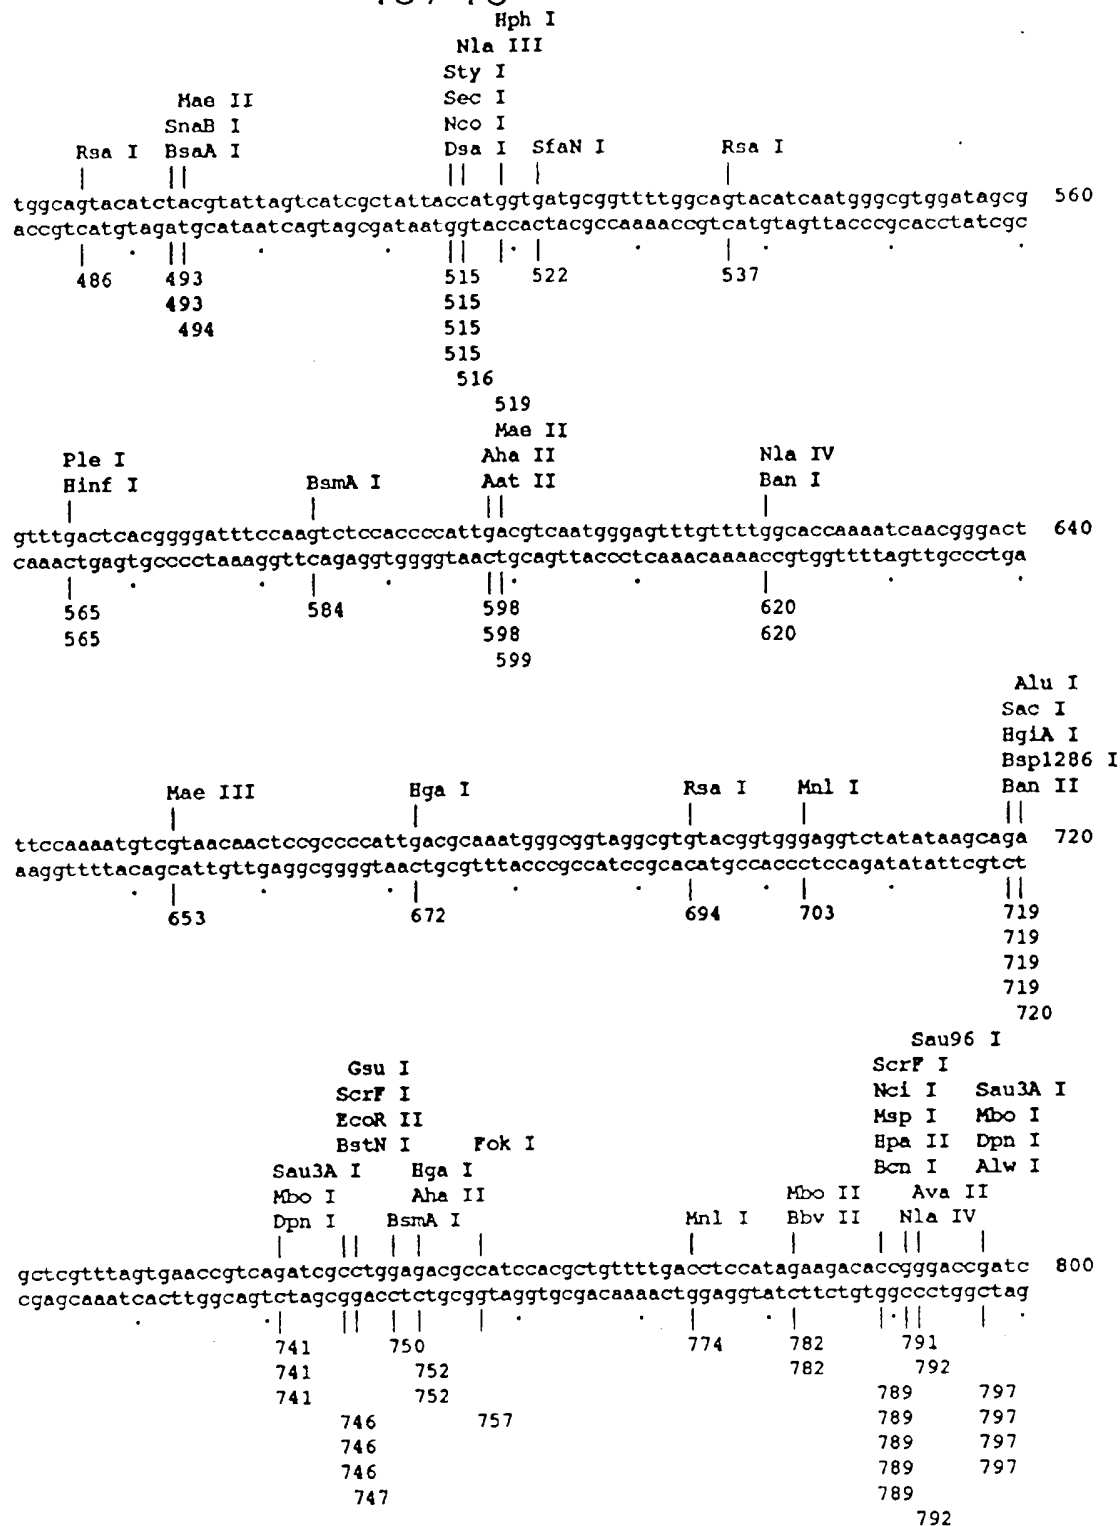 Hph I
Nla III
Sty I
Mae II Sec I
SnaB I Nco I
Rsa I BsaA I Dsa I SfaN I Rsa I
tggcagtacatctacgtattagtcatcgctattaccatggtgatgcggttttggcagtacatcaatgggcgtggatagcg 560
accgtcatgtagatgcataatcagtagcgataatggtaccactacgccaaaaccgtcatgtagttacccgcacctatcgc
486 493 515 522 537
493 515
494 515
515
516
519
Mae II
Ple I Aha II Nla IV
Hinf I BsmA I Aat II Ban I
gtttgactcacggggatttccaagtctccaccccattgacgtcaatgggagtttgttttggcaccaaaatcaacgggact 640
caaactgagtgcccctaaaggttcagaggtggggtaactgcagttaccctcaaacaaaaccgtggttttagttgccctga
565 584 598 620
565 598 620
599
Alu I
Sac I
HgiA I
Bsp1286 I
Mae III Hga I Rsa I Mnl I Ban II
ttccaaaatgtcgtaacaactccgccccattgacgcaaatgggcggtaggcgtgtacggtgggaggtctatataagcaga 720
aaggttttacagcattgttgaggcggggtaactgcgtttacccgccatccgcacatgccaccctccagatatattcgtct
653 672 694 703 719
719
719
719
720
Sau96 I
Gsu I ScrF I
ScrF I Nci I Sau3A I
EcoR II Msp I Mbo I
BstN I Fok I Hpa II Dpn I
Sau3A I Hga I Bcn I Alw I
Mbo I Aha II Mbo II Ava II
Dpn I BsmA I Mnl I Bbv II Nla IV
gctcgtttagtgaaccgtcagatcgcctggagacgccatccacgctgttttgacctccatagaagacaccgggaccgatc 800
cgagcaaatcacttggcagtctagcggacctctgcggtaggtgcgacaaaactggaggtatcttctgtggccctggctag
741 750 774 782 791
741 752 782 792
741 752 789 797
746 757 789 797
746 789 797
746 789 797
747 789
792